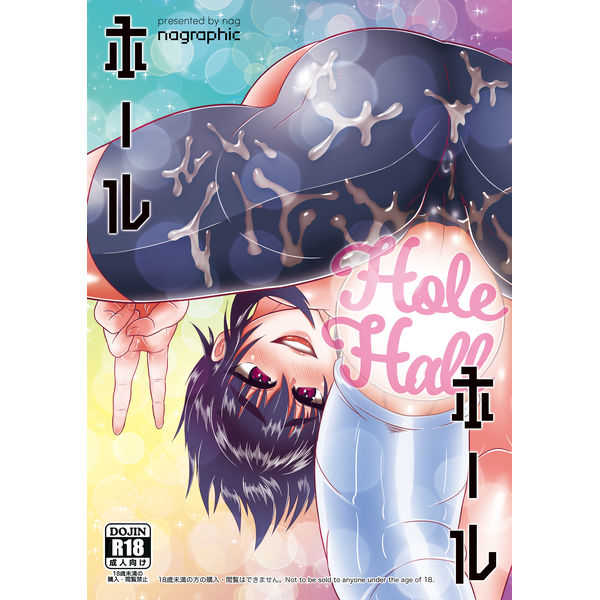 presented by nag
nagraphic
ホール
Hole
Hall
ホール
DOJIN
R18
成人向け
18歳未満の
購入・閲覧禁止
18歳未満の方の購入・閲覧はできません。Not to be sold to anyone under the age of 18.